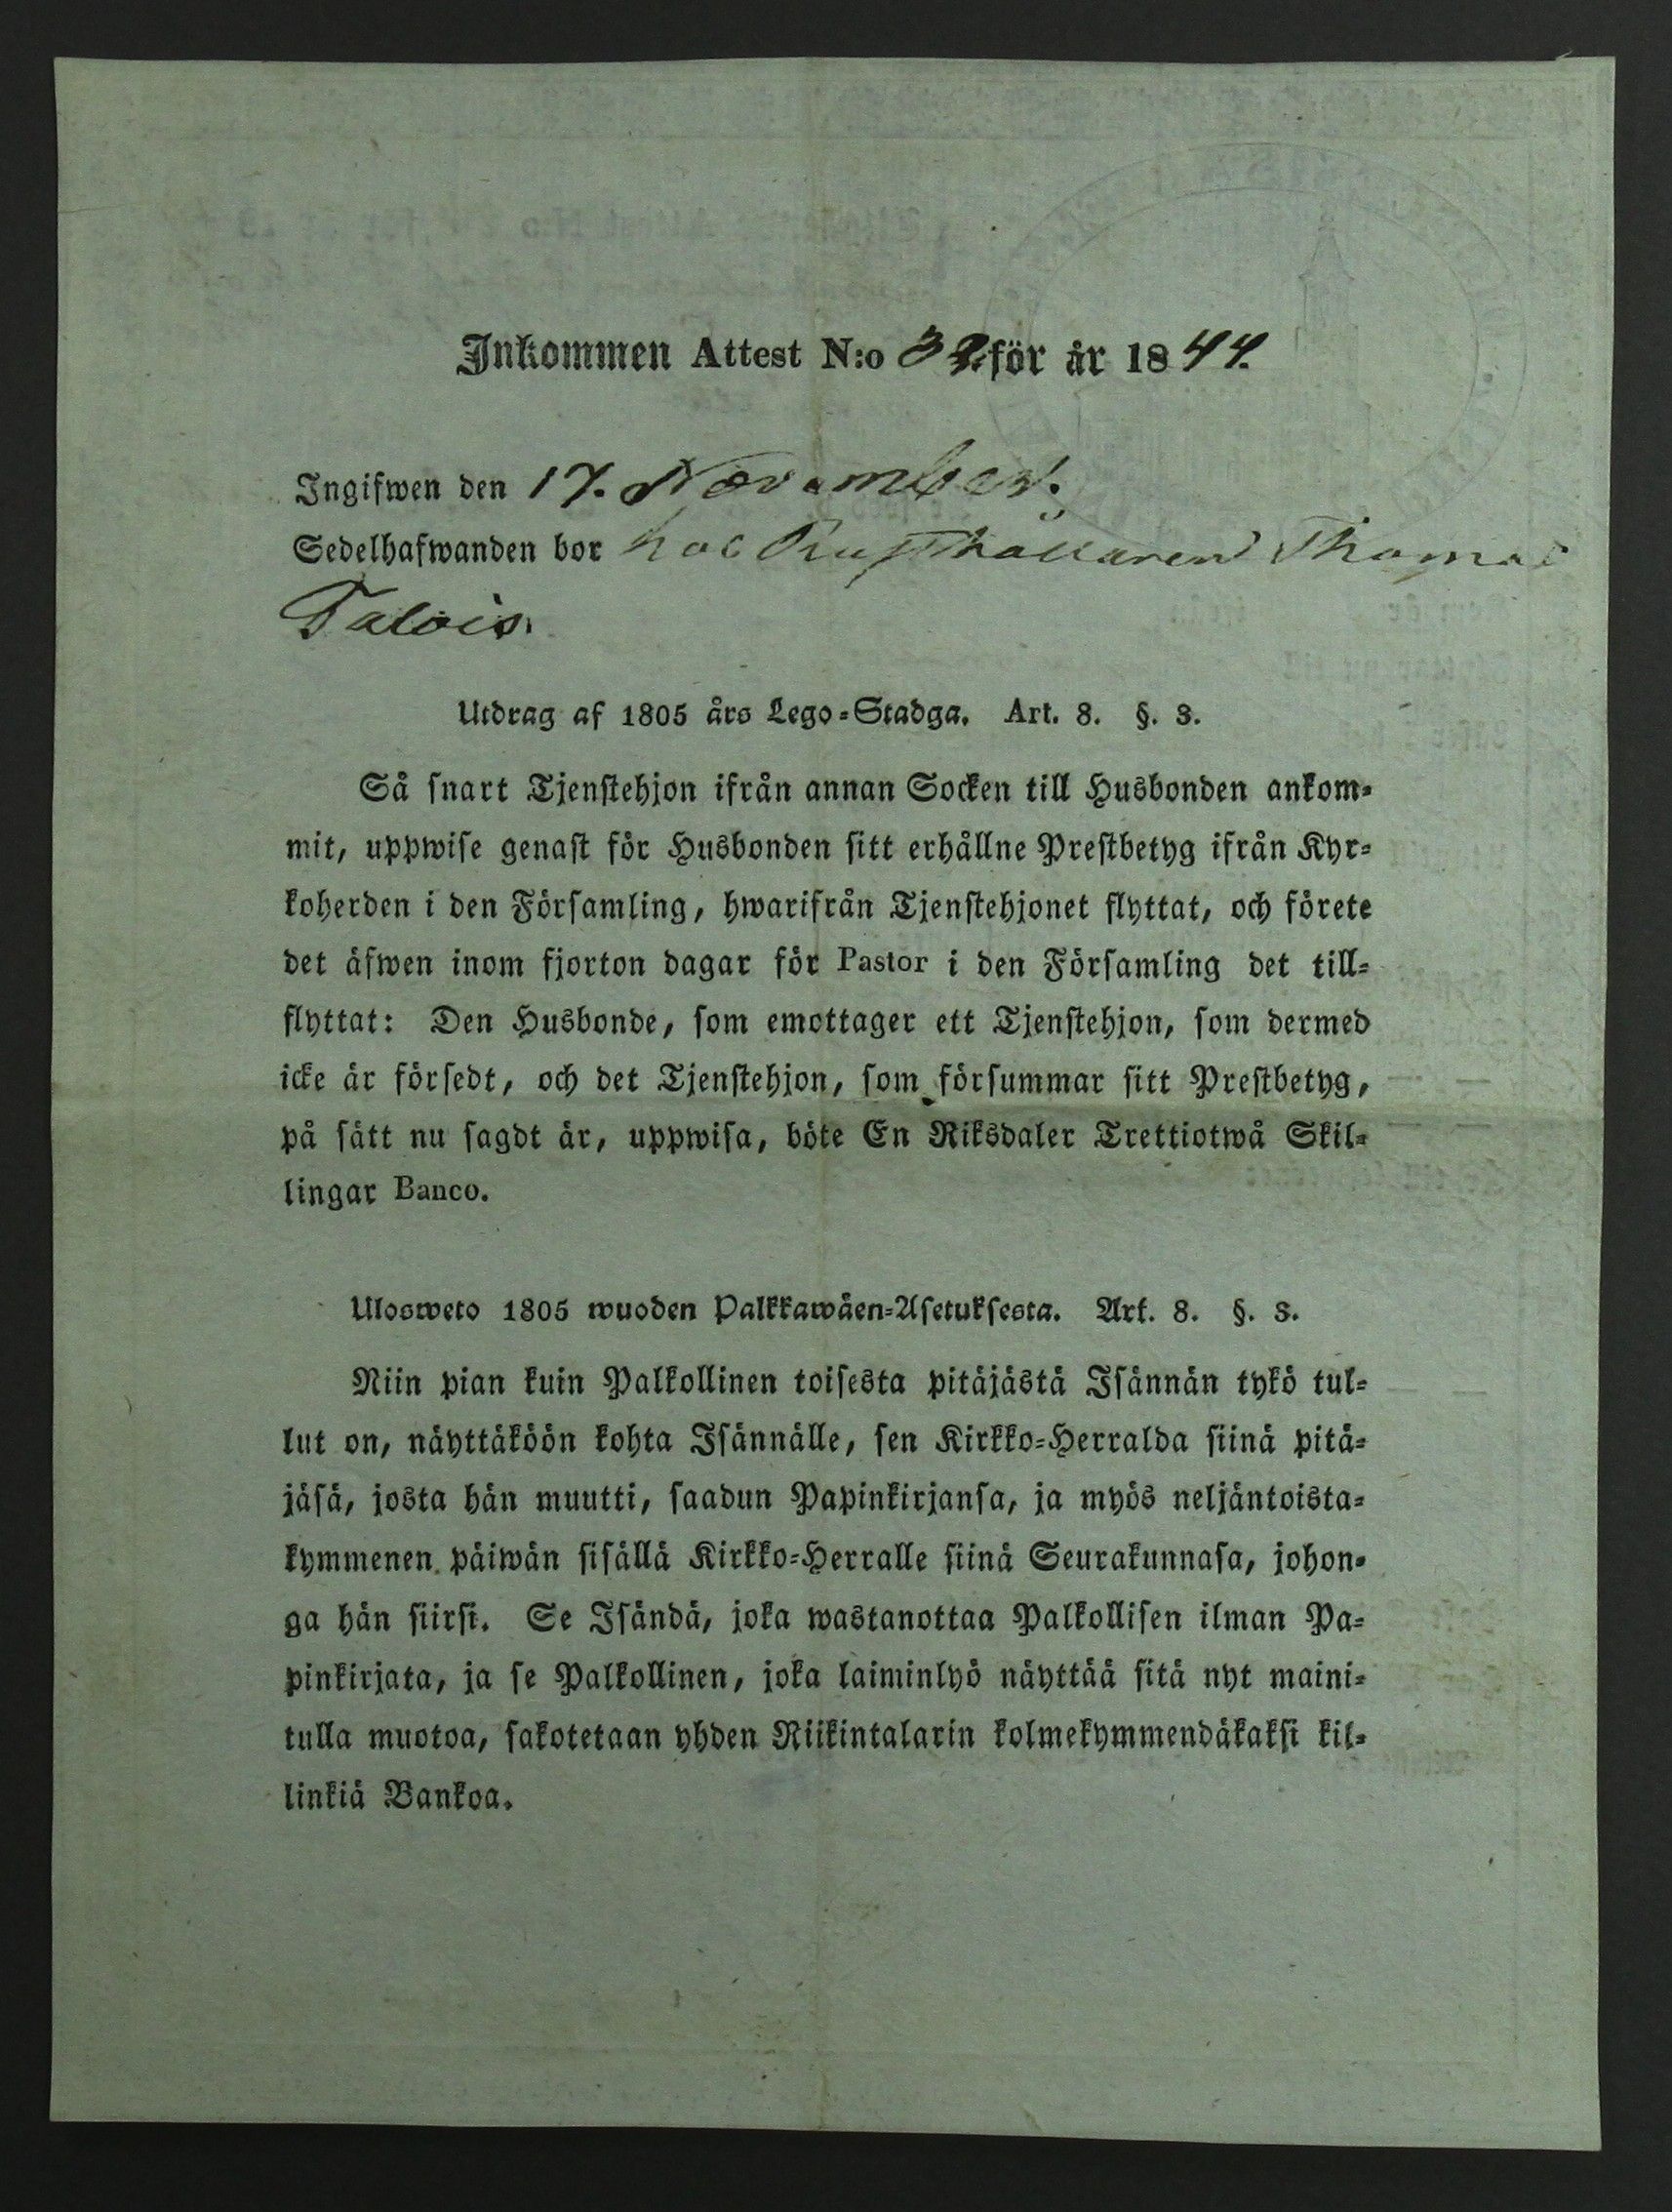 Inkommen Attest N:o 32. för år 1844.
Ingifwen den 17. November.
Sedelhafwanden bor hos Rusthållaren Thomas
Talois.
Utdrag af 1805 års Lego-Stadga. Art. 8. §. 3.
Så snart Tjenstehjon ifrån annan Socken till Husbonden ankom-
mit, uppwise genast för Husbonden sitt erhållne Prestbetyg ifrån Kyr-
koherden i den Församling, hwarifrån Tjenstehjonet flyttat, och förete
det äfwen inom fjorton dagar för Pastor i den Församling det till-
flyttat: Den Husbonde, som emottager ett Tjenstehjon, som dermed
icke är försedt, och det Tjenstehjon, som försummar sitt Prestbetyg,
på sätt nu sagdt är, uppwisa, böte En Riksdaler Trettiotwå Skil-
lingar Banco.
Ulosweto 1805 wuoden Palkkawäen-Asetuksesta. Art. 8. §. 3.
Niin pian kuin Palkollinen toisesta pitäjästä Isännän tykö tul-
lut on, näyttäköön kohta Isännälle, sen Kirkko-Herralda siinä pitä-
jäsä, josta hän muutti, saadun Papinkirjansa, ja myös neljäntoista-
kymmenen päiwän sisällä Kirkko-Herralle siinä Seurakunnasa, johon-
ga hän siirsi. Se Isändä, joka wastanottaa Palkollisen ilman Pa-
pinkirjata, ja se Palkollinen, joka laiminlyö näyttää sitä nyt maini-
tulla muotoa, sakotetaan yhden Riikintalarin kolmekymmendäkaksi kil-
linkiä Bankoa.